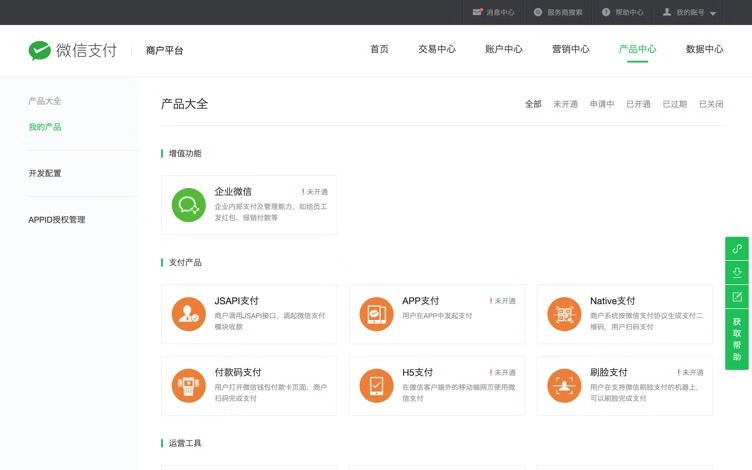 消息中心 服务商搜索 帮助中心 我的账号
微信支付 商户平台 首页 交易中心 账户中心 营销中心 产品中心 数据中心
产品大全
我的产品
开发配置
APPID授权管理
产品大全 全部 未开通 申请中 已开通 已过期 已关闭
增值功能
企业微信 未开通
企业内部支付及管理能力，如给员工
发红包、报销付款等
支付产品
JSAPI支付
商户调用JSAPI接口，调起微信支付
模块收款
APP支付 未开通
用户在APP中发起支付
Native支付
商户系统按微信支付协议生成支付二
维码，用户扫码支付
付款码支付
用户打开微信钱包付款卡页面，商户
扫码完成支付
H5支付 未开通
在微信客户端外的移动端网页使用微
信支付
刷脸支付 未开通
用户在支持微信刷脸支付的机器上，
可以刷脸完成支付
运营工具
获
取
帮
助